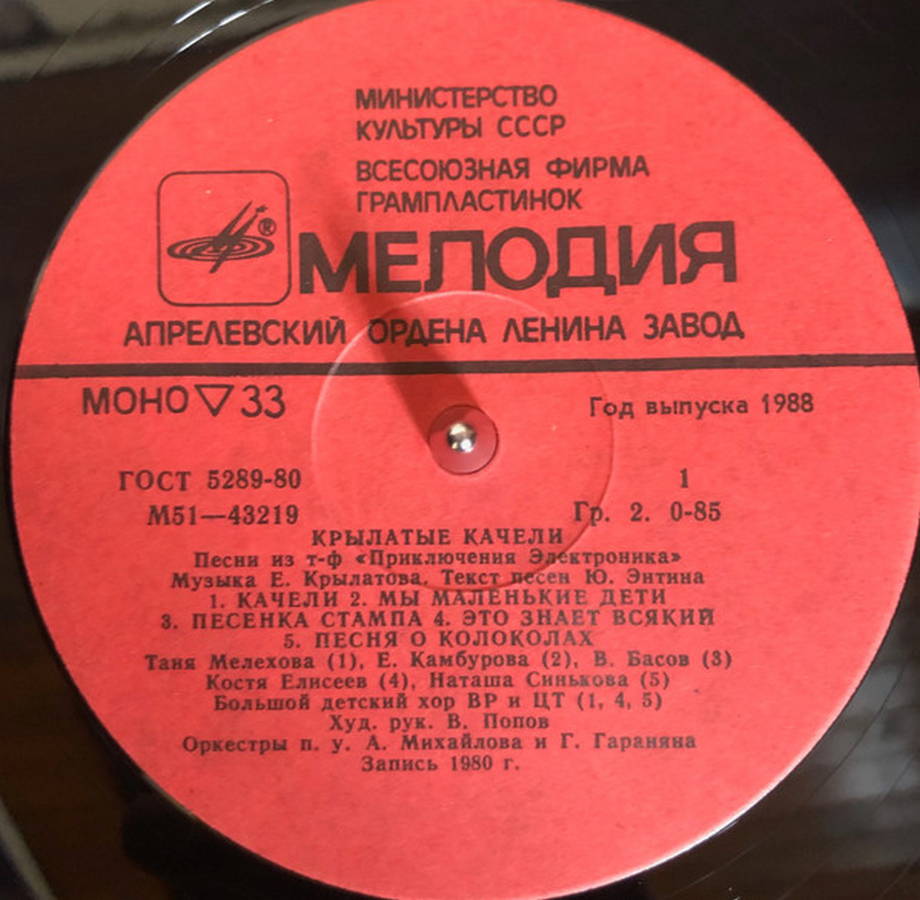 МИНИСТЕРСТВО
КУЛЬТУРЫ СССР
ВСЕСОЮЗНАЯ ФИРМА
ГРАМПЛАСТИНОК
®
МЕЛОДИЯ
АПРЕЛЕВСКИЙ ОРДЕНА ЛЕНИНА ЗАВОД
МОНО ▽ 33
Год выпуска 1988
ГОСТ 5289-80
1
М51—43219
Гр. 2. 0-85
КРЫЛАТЫЕ КАЧЕЛИ
Песни из т-ф «Приключения Электроника»
Музыка Е. Крылатова. Текст песен Ю. Энтина
1. КАЧЕЛИ 2. МЫ МАЛЕНЬКИЕ ДЕТИ
3. ПЕСЕНКА СТАМПА 4. ЭТО ЗНАЕТ ВСЯКИЙ
5. ПЕСНЯ О КОЛОКОЛАХ
Таня Мелехова (1), Е. Камбурова (2), В. Басов (3)
Костя Елисеев (4), Наташа Синькова (5)
Большой детский хор ВР и ЦТ (1, 4, 5)
Худ. рук. В. Попов
Оркестры п. у. А. Михайлова и Г. Гараняна
Запись 1980 г.